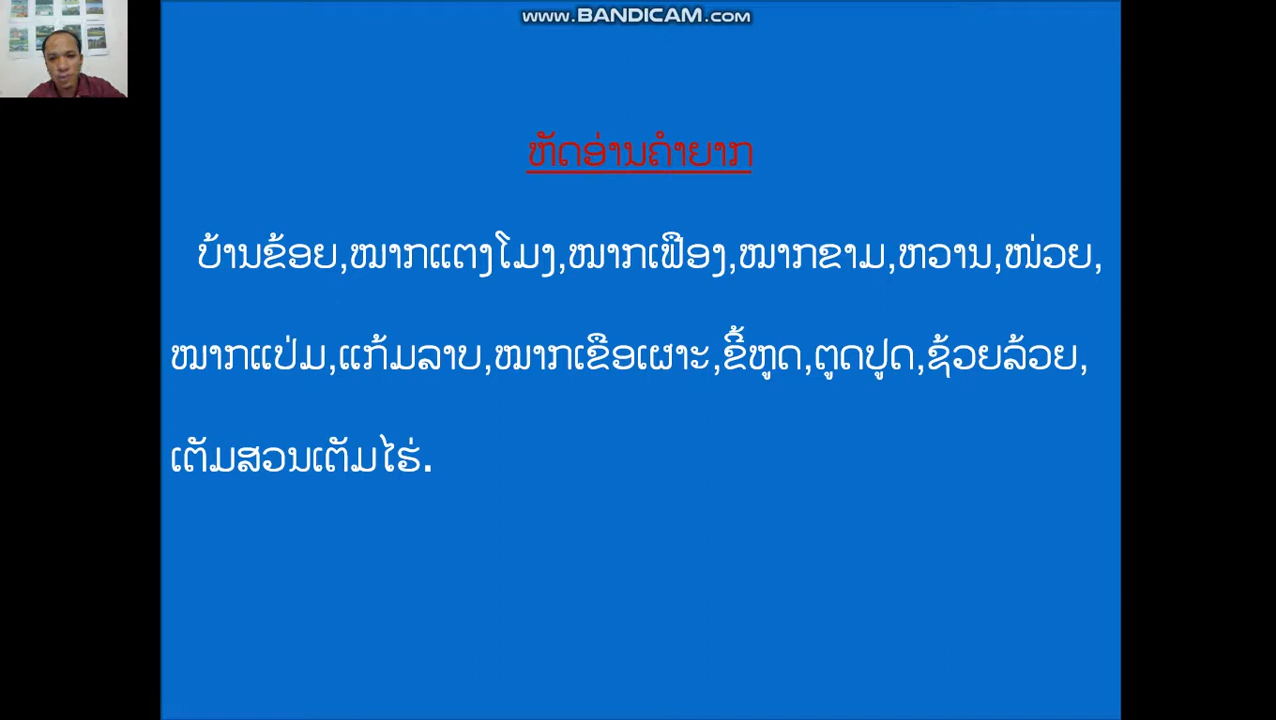 www.BANDICAM.com
ຫັດອ່ານຄຳຍາກ
ບ້ານຂ້ອຍ,ໝາກແຕງໂມງ,ໝາກເຟືອງ,ໝາກຂາມ,ຫວານ,ໜ່ວຍ,
ໝາກແປ່ມ,ແກ້ມລາບ,ໝາກເຂືອເຜາະ,ຂີ້ຫູດ,ຕູດປູດ,ຊ້ວຍລ້ວຍ,
ເຕັມສວນເຕັມໄຮ່.